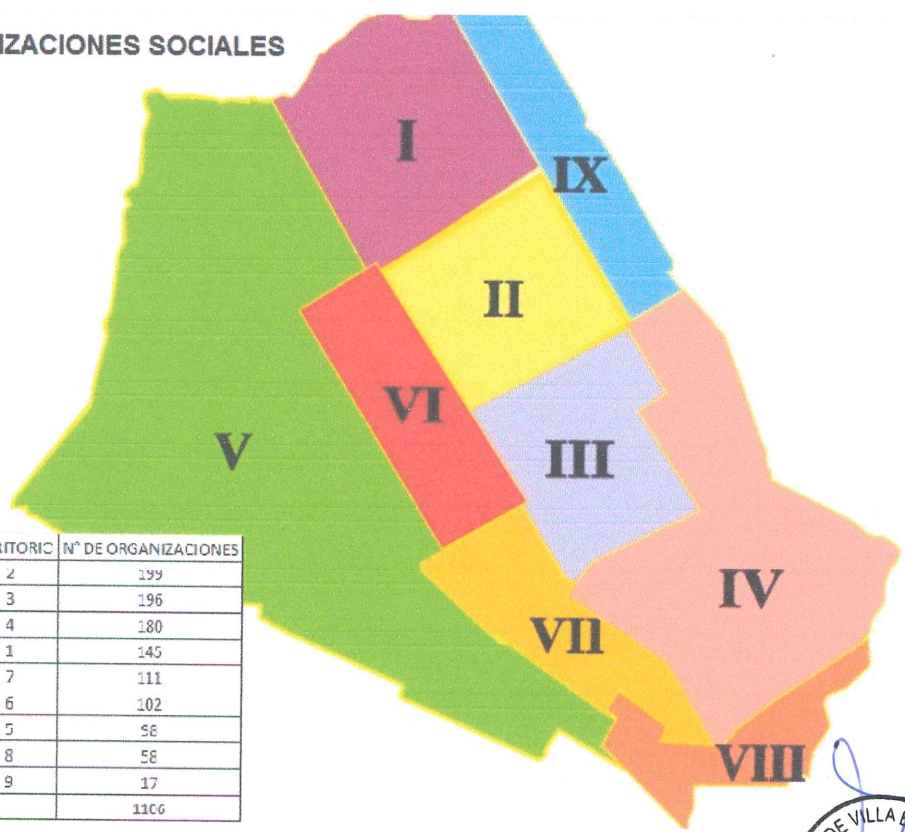 IZACIONES SOCIALES
I
IX
II
VI
III
V
RITORIO N° DE ORGANIZACIONES
2 199
3 196
4 180
1 145
7 111
6 102
5 98
8 58
9 17
1106
IV
VII
VIII
DE VILLA E